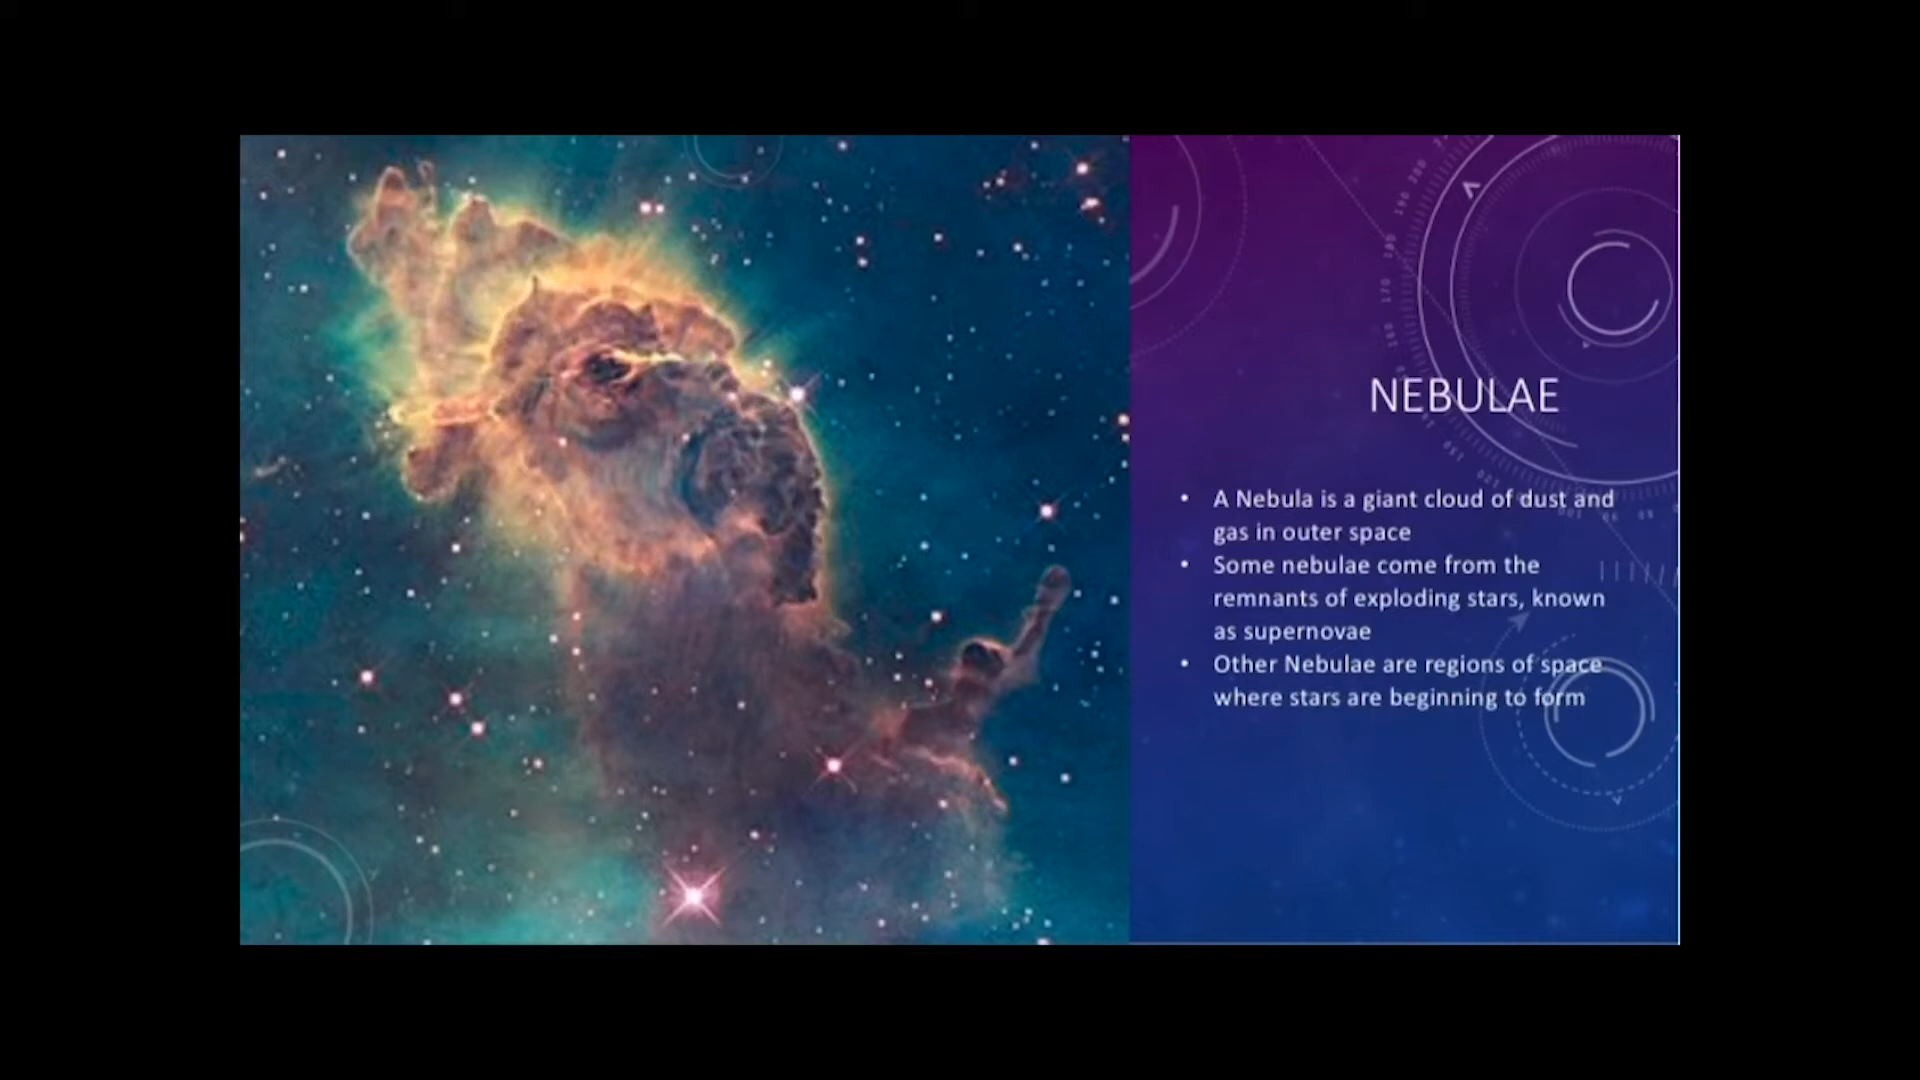 NEBULAE
• A Nebula is a giant cloud of dust and
gas in outer space
• Some nebulae come from the
remnants of exploding stars, known
as supernovae
• Other Nebulae are regions of space
where stars are beginning to form